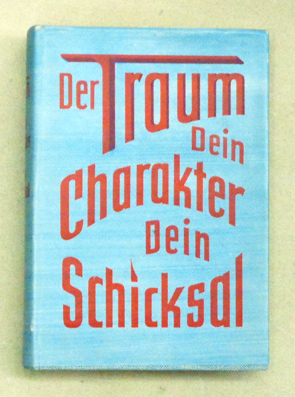 Der Traum
Dein
Charakter
Dein
Schicksal